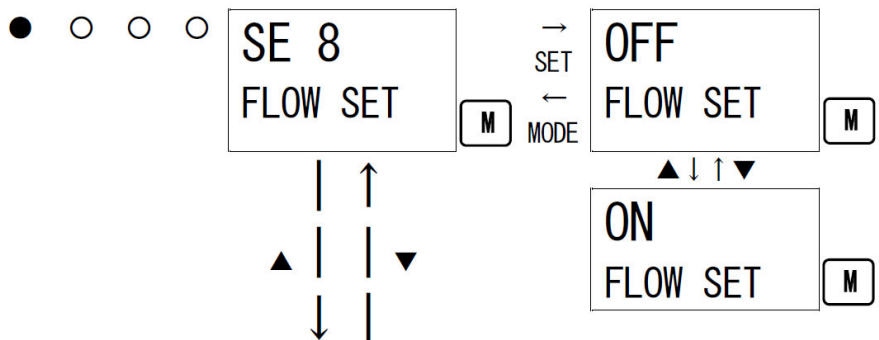 ● ○ ○ ○
SE 8
FLOW SET
M
→
SET
←
MODE
OFF
FLOW SET
M
▲↓↑▼
ON
FLOW SET
M
▲ ↓ ↑ ▼